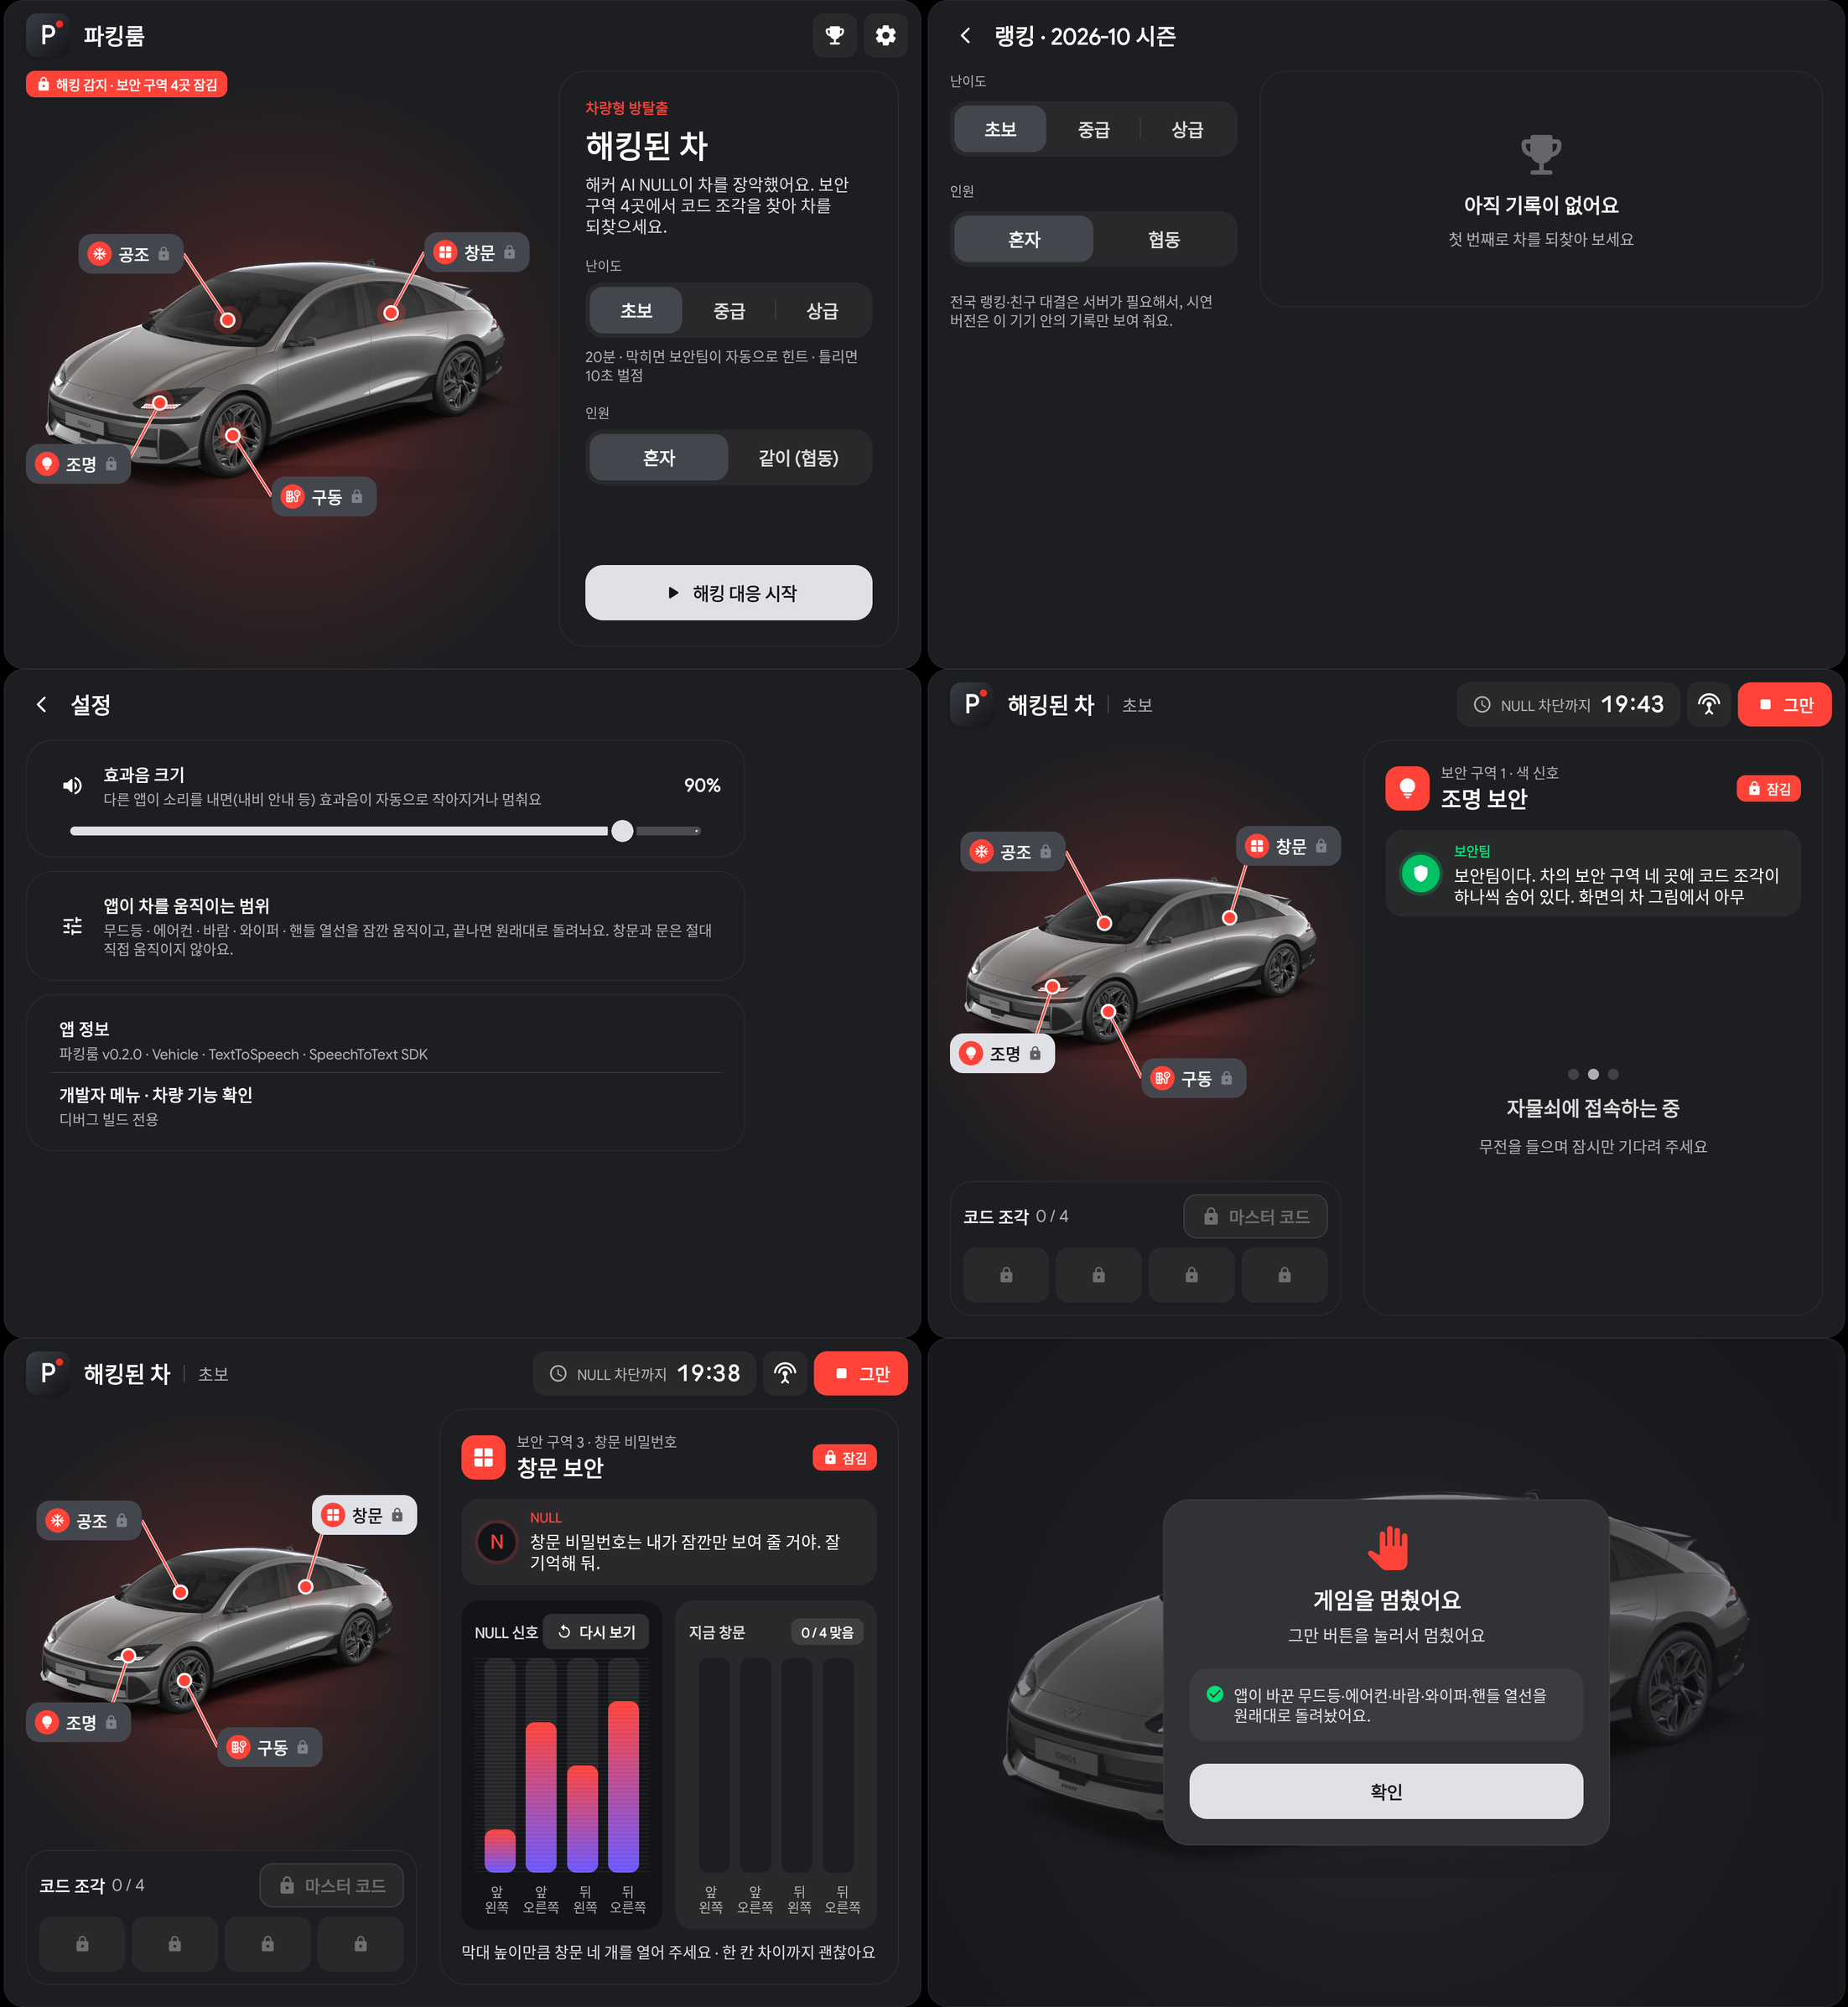 P
파킹룸
해킹 감지 · 보안 구역 4곳 잠김
공조
창문
조명
구동
차량형 방탈출
해킹된 차
해커 AI NULL이 차를 장악했어요. 보안
구역 4곳에서 코드 조각을 찾아 차를
되찾으세요.
난이도
초보 중급 상급
20분 · 막히면 보안팀이 자동으로 힌트 · 틀리면
10초 벌점
인원
혼자 같이 (협동)
해킹 대응 시작
랭킹 · 2026-10 시즌
난이도
초보 중급 상급
인원
혼자 협동
전국 랭킹·친구 대결은 서버가 필요해서, 시연
버전은 이 기기 안의 기록만 보여 줘요.
아직 기록이 없어요
첫 번째로 차를 되찾아 보세요
설정
효과음 크기
다른 앱이 소리를 내면(내비 안내 등) 효과음이 자동으로 작아지거나 멈춰요
90%
앱이 차를 움직이는 범위
무드등 · 에어컨 · 바람 · 와이퍼 · 핸들 열선을 잠깐 움직이고, 끝나면 원래대로 돌려놔요. 창문과 문은 절대
직접 움직이지 않아요.
앱 정보
파킹룸 v0.2.0 · Vehicle · TextToSpeech · SpeechToText SDK
개발자 메뉴 · 차량 기능 확인
디버그 빌드 전용
P
해킹된 차 초보
NULL 차단까지 19:43
그만
공조
창문
조명
구동
코드 조각 0 / 4
마스터 코드
보안 구역 1 · 색 신호
조명 보안
잠김
보안팀
보안팀이다. 차의 보안 구역 네 곳에 코드 조각이
하나씩 숨어 있다. 화면의 차 그림에서 아무
자물쇠에 접속하는 중
무전을 들으며 잠시만 기다려 주세요
P
해킹된 차 초보
NULL 차단까지 19:38
그만
공조
창문
조명
구동
코드 조각 0 / 4
마스터 코드
보안 구역 3 · 창문 비밀번호
창문 보안
잠김
N
NULL
창문 비밀번호는 내가 잠깐만 보여 줄 거야. 잘
기억해 둬.
NULL 신호
다시 보기
앞 왼쪽
앞 오른쪽
뒤 왼쪽
뒤 오른쪽
지금 창문
0 / 4 맞음
앞 왼쪽
앞 오른쪽
뒤 왼쪽
뒤 오른쪽
막대 높이만큼 창문 네 개를 열어 주세요 · 한 칸 차이까지 괜찮아요
게임을 멈췄어요
그만 버튼을 눌러서 멈췄어요
앱이 바꾼 무드등·에어컨·바람·와이퍼·핸들 열선을
원래대로 돌려놨어요.
확인